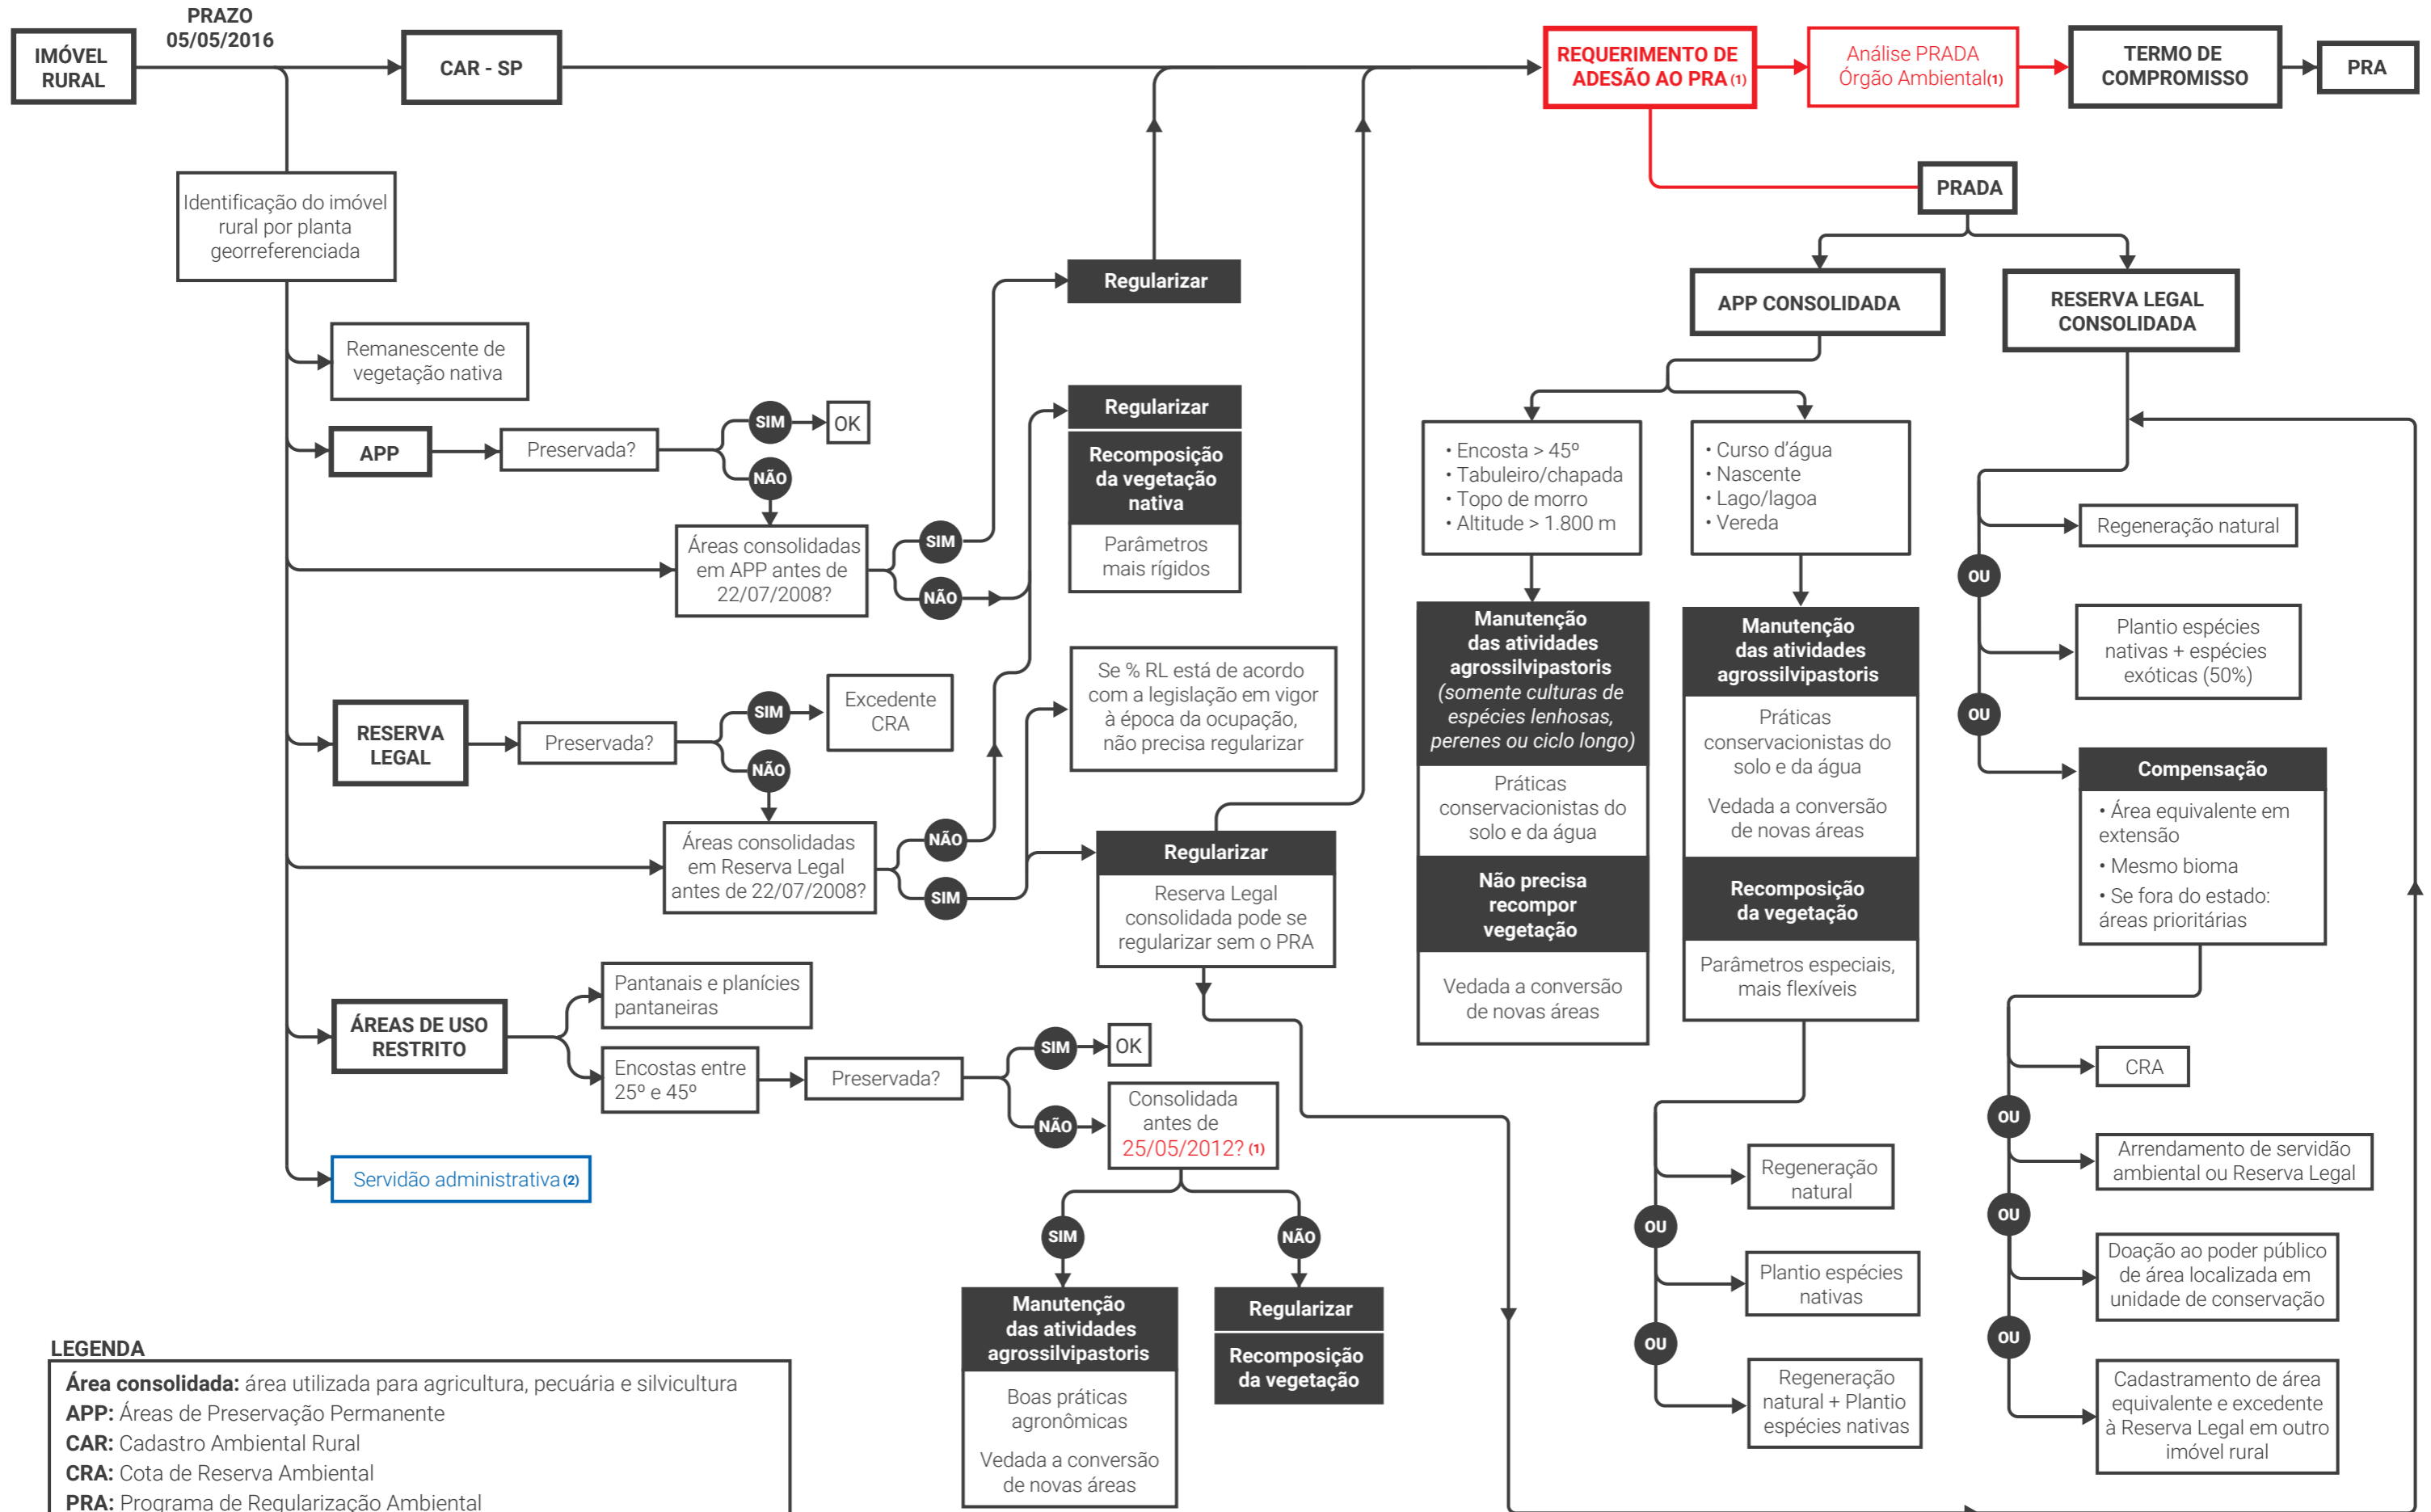 PRAZO
05/05/2016
IMÓVEL
RURAL
CAR - SP
REQUERIMENTO DE
ADESÃO AO PRA (1)
Análise PRADA
Órgão Ambiental(1)
TERMO DE
COMPROMISSO
PRA
Identificação do imóvel
rural por planta
georreferenciada
Remanescente de
vegetação nativa
APP
Preservada?
SIM
OK
NÃO
Áreas consolidadas
em APP antes de
22/07/2008?
SIM
NÃO
Regularizar
Regularizar
Recomposição
da vegetação
nativa
Parâmetros
mais rígidos
RESERVA
LEGAL
Preservada?
SIM
Excedente
CRA
NÃO
Áreas consolidadas
em Reserva Legal
antes de 22/07/2008?
NÃO
SIM
Se % RL está de acordo
com a legislação em vigor
à época da ocupação,
não precisa regularizar
Regularizar
Reserva Legal
consolidada pode se
regularizar sem o PRA
ÁREAS DE USO
RESTRITO
Pantanais e planícies
pantaneiras
Encostas entre
25º e 45º
Preservada?
SIM
OK
NÃO
Consolidada
antes de
25/05/2012? (1)
SIM
NÃO
Manutenção
das atividades
agrossilvipastoris
Boas práticas
agronômicas
Vedada a conversão
de novas áreas
Regularizar
Recomposição
da vegetação
Servidão administrativa (2)
PRADA
APP CONSOLIDADA
RESERVA LEGAL
CONSOLIDADA
• Encosta > 45º
• Tabuleiro/chapada
• Topo de morro
• Altitude > 1.800 m
• Curso d'água
• Nascente
• Lago/lagoa
• Vereda
Manutenção
das atividades
agrossilvipastoris
(somente culturas de
espécies lenhosas,
perenes ou ciclo longo)
Práticas
conservacionistas do
solo e da água
Não precisa
recompor
vegetação
Vedada a conversão
de novas áreas
Manutenção
das atividades
agrossilvipastoris
Práticas
conservacionistas do
solo e da água
Vedada a conversão
de novas áreas
Recomposição
da vegetação
Parâmetros especiais,
mais flexíveis
Regeneração
natural
OU
Plantio espécies
nativas
OU
Regeneração
natural + Plantio
espécies nativas
Regeneração natural
OU
Plantio espécies
nativas + espécies
exóticas (50%)
OU
Compensação
• Área equivalente em
extensão
• Mesmo bioma
• Se fora do estado:
áreas prioritárias
CRA
OU
Arrendamento de servidão
ambiental ou Reserva Legal
OU
Doação ao poder público
de área localizada em
unidade de conservação
OU
Cadastramento de área
equivalente e excedente
à Reserva Legal em outro
imóvel rural
LEGENDA
Área consolidada: área utilizada para agricultura, pecuária e silvicultura
APP: Áreas de Preservação Permanente
CAR: Cadastro Ambiental Rural
CRA: Cota de Reserva Ambiental
PRA: Programa de Regularização Ambiental